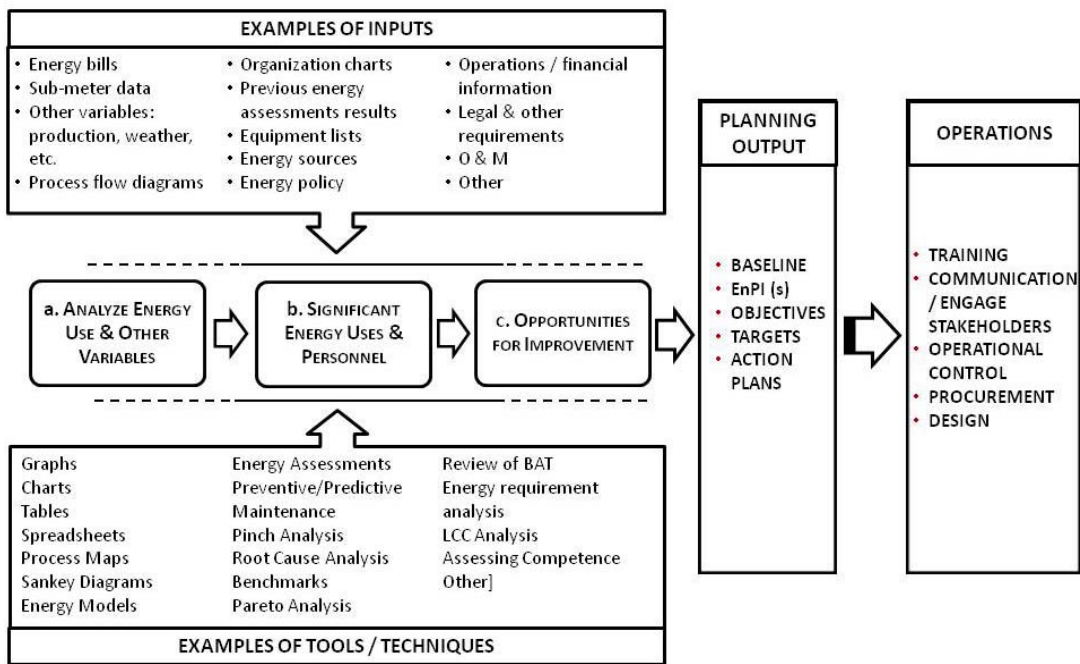 EXAMPLES OF INPUTS
• Energy bills
• Sub-meter data
• Other variables:
production, weather,
etc.
• Process flow diagrams
• Organization charts
• Previous energy
assessments results
• Equipment lists
• Energy sources
• Energy policy
• Operations / financial
information
• Legal & other
requirements
• O & M
• Other
a. ANALYZE ENERGY
USE & OTHER
VARIABLES
b. SIGNIFICANT
ENERGY USES &
PERSONNEL
c. OPPORTUNITIES
FOR IMPROVEMENT
Graphs
Charts
Tables
Spreadsheets
Process Maps
Sankey Diagrams
Energy Models
Energy Assessments
Preventive/Predictive
Maintenance
Pinch Analysis
Root Cause Analysis
Benchmarks
Pareto Analysis
Review of BAT
Energy requirement
analysis
LCC Analysis
Assessing Competence
Other]
EXAMPLES OF TOOLS / TECHNIQUES
PLANNING
OUTPUT
• BASELINE
• EnPI (s)
• OBJECTIVES
• TARGETS
• ACTION
PLANS
OPERATIONS
• TRAINING
• COMMUNICATION
/ ENGAGE
STAKEHOLDERS
• OPERATIONAL
CONTROL
• PROCUREMENT
• DESIGN